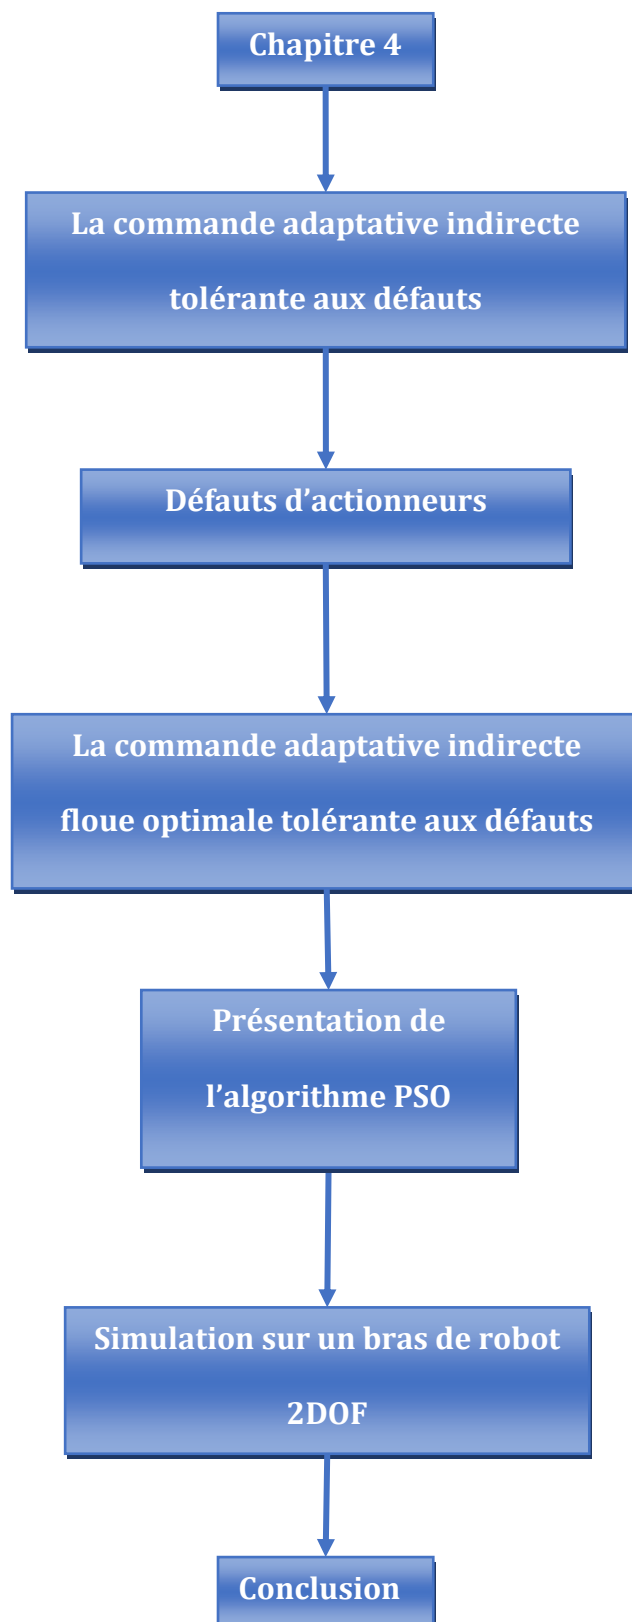 Chapitre 4
La commande adaptative indirecte
tolérante aux défauts
Défauts d’actionneurs
La commande adaptative indirecte
floue optimale tolérante aux défauts
Présentation de
l’algorithme PSO
Simulation sur un bras de robot
2DOF
Conclusion